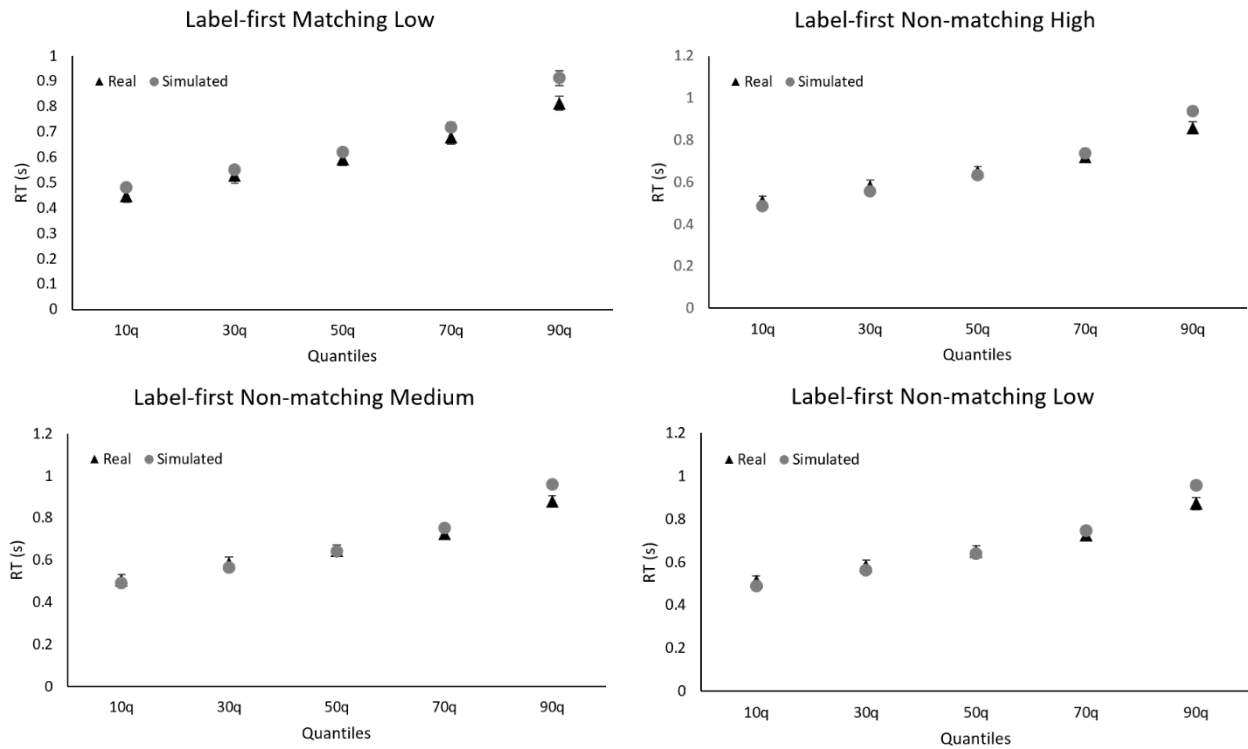 Label-first Matching Low
1
0.9
0.8
0.7
0.6
0.5
0.4
0.3
0.2
0.1
0
RT (s)
Real Simulated
10q 30q 50q 70q 90q
Quantiles
Label-first Non-matching High
1.2
1
0.8
0.6
0.4
0.2
0
RT (s)
Real Simulated
10q 30q 50q 70q 90q
Quantiles
Label-first Non-matching Medium
1.2
1
0.8
0.6
0.4
0.2
0
RT (s)
Real Simulated
10q 30q 50q 70q 90q
Quantiles
Label-first Non-matching Low
1.2
1
0.8
0.6
0.4
0.2
0
RT (s)
Real Simulated
10q 30q 50q 70q 90q
Quantiles